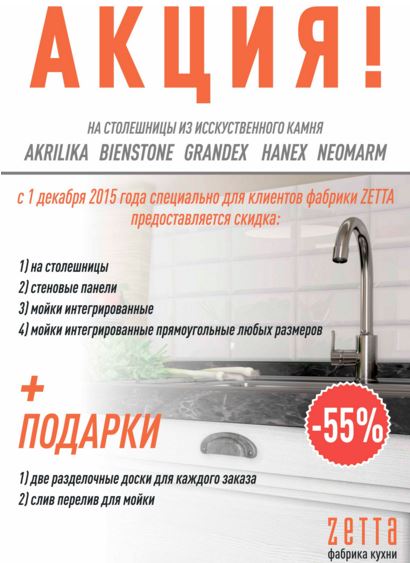 АКЦИЯ!
НА СТОЛЕШНИЦЫ ИЗ ИССКУСТВЕННОГО КАМНЯ
AKRILIKA BIENSTONE GRANDEX HANEX NEOMARM
с 1 декабря 2015 года специально для клиентов фабрики ZETTA
предоставляется скидка:
1) на столешницы
2) стеновые панели
3) мойки интегрированные
4) мойки интегрированные прямоугольные любых размеров
+
ПОДАРКИ
-55%
1) две разделочные доски для каждого заказа
2) слив перелив для мойки
zетта
фабрика кухни